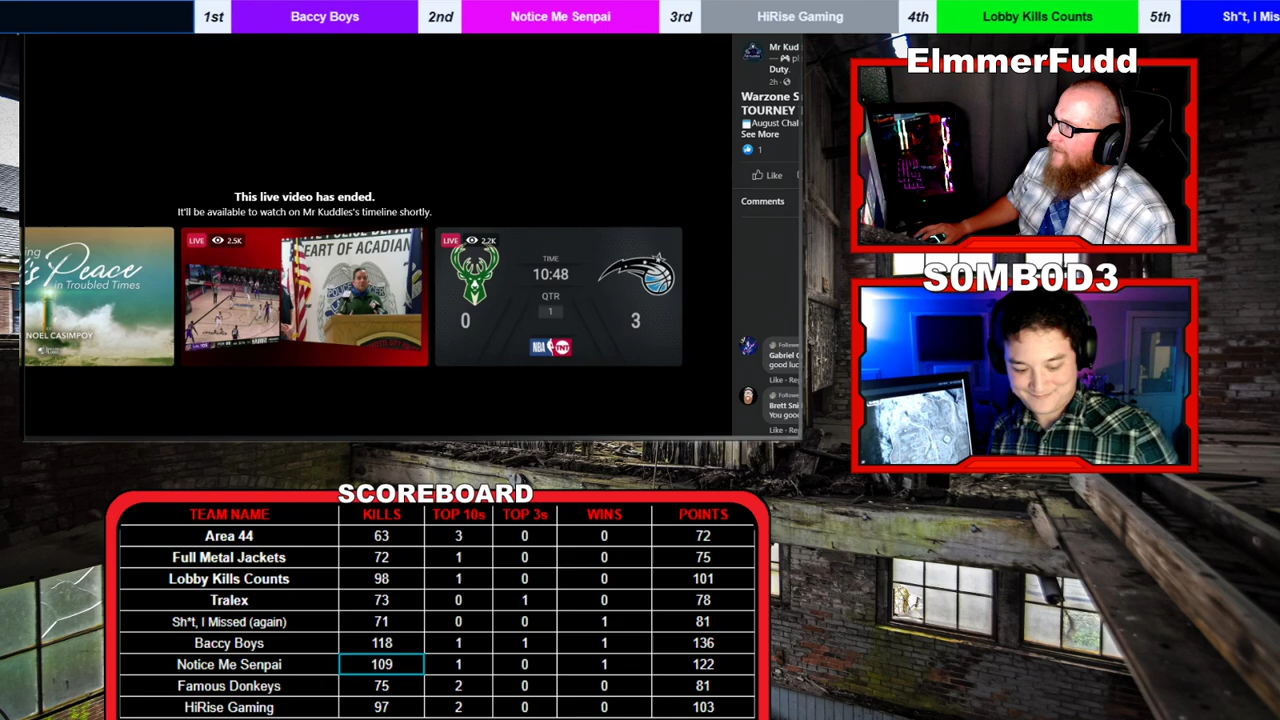 1st Baccy Boys 2nd Notice Me Senpai 3rd HiRise Gaming 4th Lobby Kills Counts 5th Sh*t, I Mis
ElmmerFudd
Mr Kud
Duty.
2h
Warzone S
TOURNEY
August Chal
See More
1
Like
Comments
This live video has ended.
It'll be available to watch on Mr Kuddles's timeline shortly.
ing
's Peace
in Troubled Times
NOEL CASIMPOY
LIVE 2.5K
HEART OF ACADIAN
LIVE 2.2K
TIME
10:48
QTR
1
0 3
NBA TNT
Followe
Gabriel C
good luc
Like · Re
Followe
Brett Sni
You good
Like · Re
S0MB0D3
SCOREBOARD
TEAM NAME KILLS TOP 10s TOP 3s WINS POINTS
Area 44 63 3 0 0 72
Full Metal Jackets 72 1 0 0 75
Lobby Kills Counts 98 1 0 0 101
Tralex 73 0 1 0 78
Sh*t, I Missed (again) 71 0 0 1 81
Baccy Boys 118 1 1 1 136
Notice Me Senpai 109 1 0 1 122
Famous Donkeys 75 2 0 0 81
HiRise Gaming 97 2 0 0 103